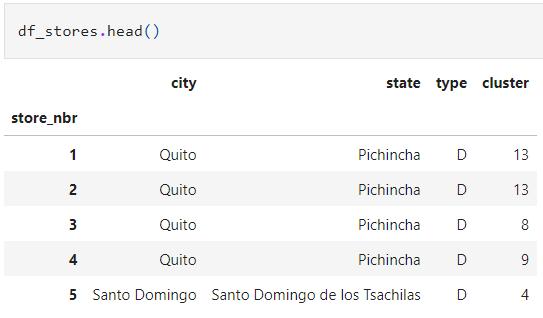 df_stores.head()
city state type cluster
store_nbr
1 Quito Pichincha D 13
2 Quito Pichincha D 13
3 Quito Pichincha D 8
4 Quito Pichincha D 9
5 Santo Domingo Santo Domingo de los Tsachilas D 4